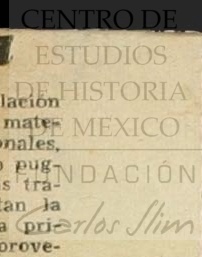 CENTRO DE
ESTUDIOS
DE HISTORIA
DE MEXICO
FUNDACIÓN
Carlos Slim
lación
mate-
onales,
pug-
s tra-
tan la
a pri-
prove-